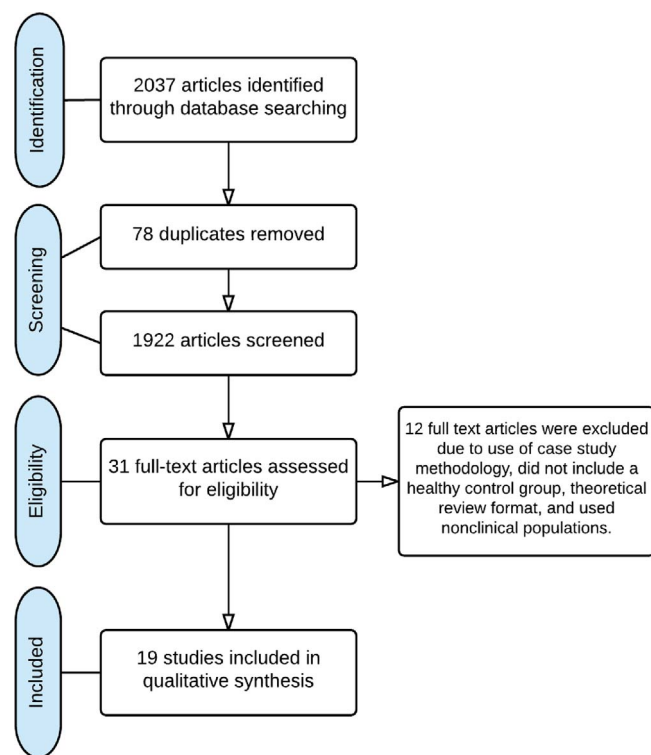 Identification
2037 articles identified
through database searching
Screening
78 duplicates removed
1922 articles screened
Eligibility
31 full-text articles assessed
for eligibility
12 full text articles were excluded
due to use of case study
methodology, did not include a
healthy control group, theoretical
review format, and used
nonclinical populations.
Included
19 studies included in
qualitative synthesis